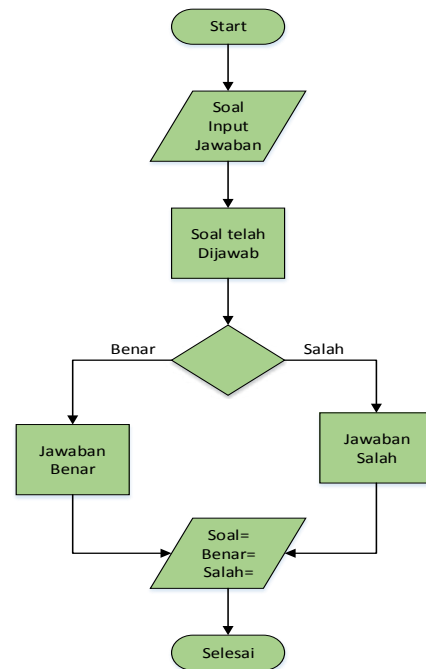 Start
Soal
Input
Jawaban
Soal telah
Dijawab
Benar
Salah
Jawaban
Benar
Jawaban
Salah
Soal=
Benar=
Salah=
Selesai